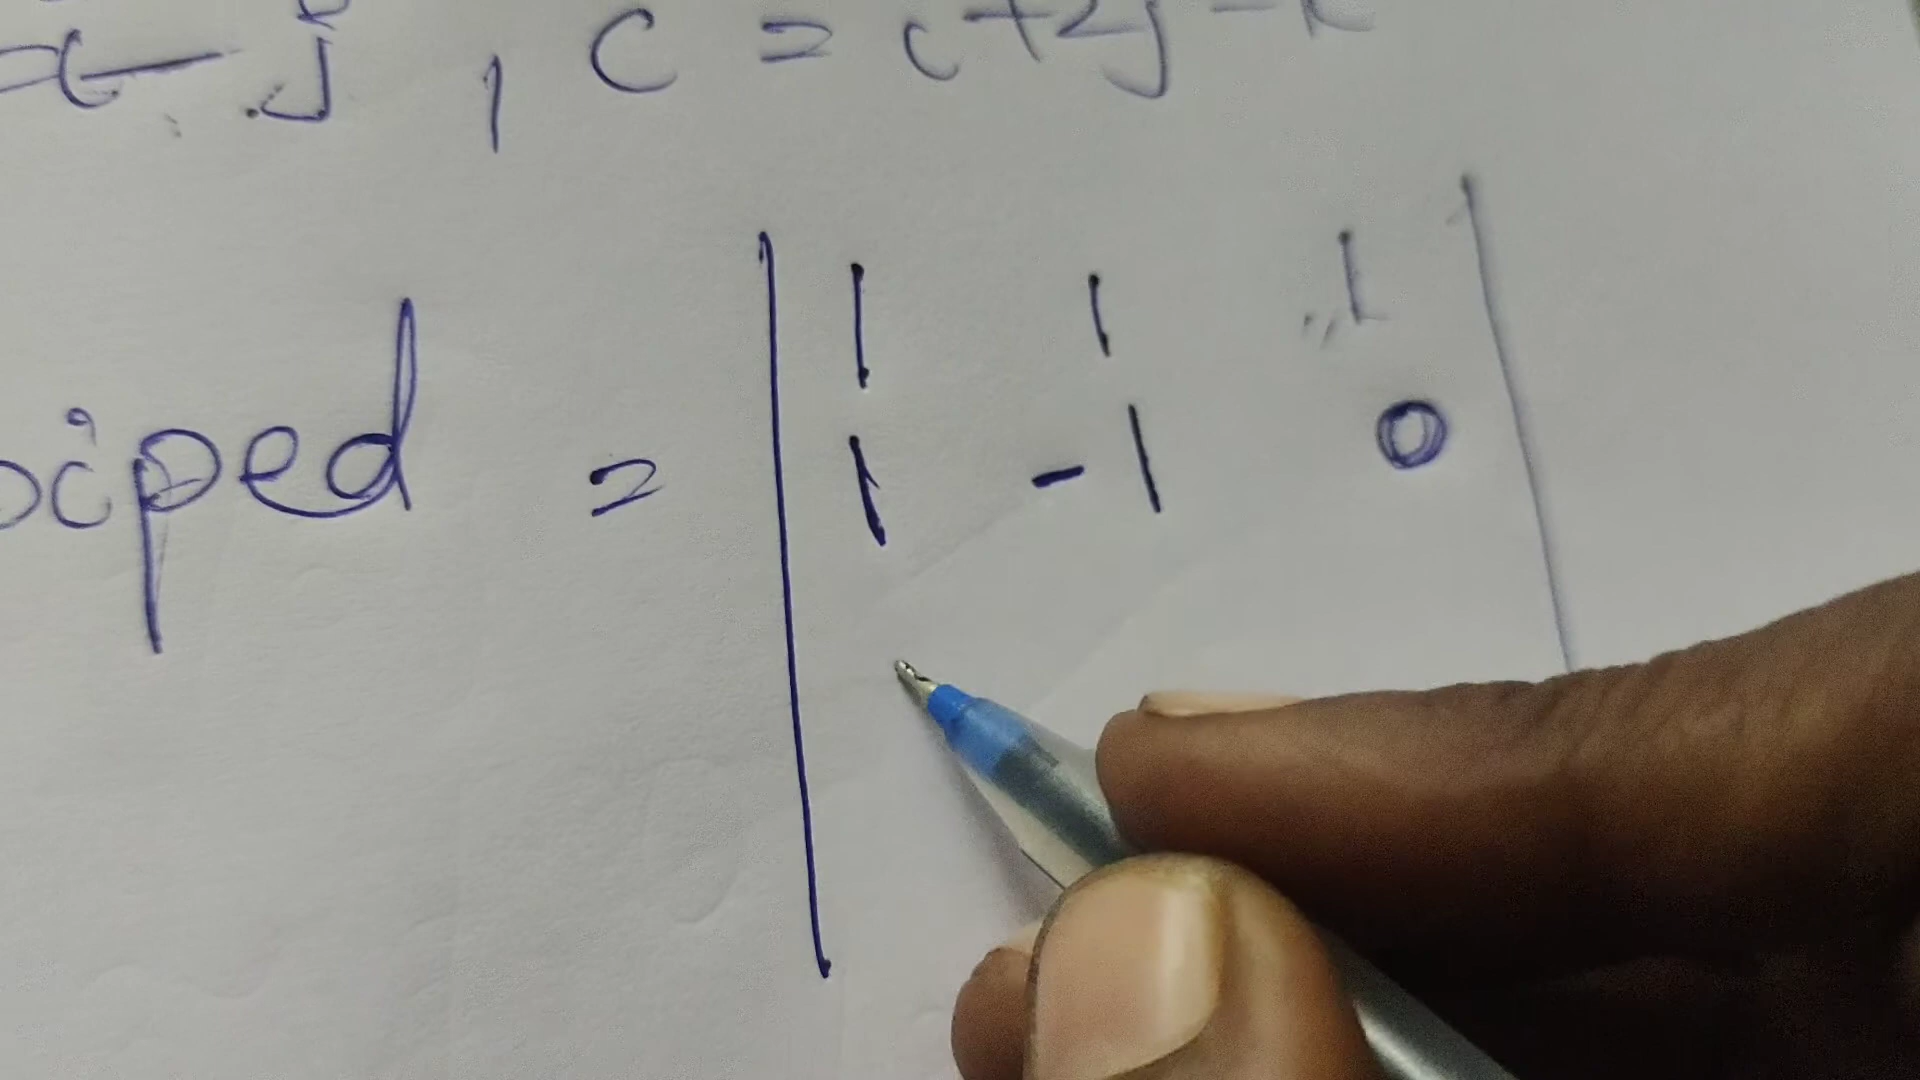 = i - j , c = i + 2j - k
piped = | 1 1 1 |
| 1 -1 0 |